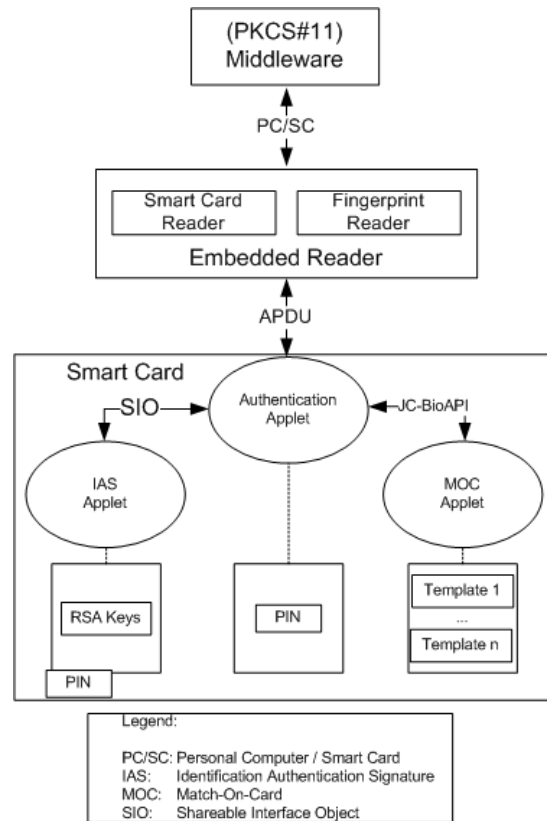 (PKCS#11)
Middleware
PC/SC
Smart Card
Reader
Fingerprint
Reader
Embedded Reader
APDU
Smart Card
Authentication
Applet
SIO
JC-BioAPI
IAS
Applet
MOC
Applet
RSA Keys
PIN
PIN
Template 1
...
Template n
Legend:
PC/SC: Personal Computer / Smart Card
IAS: Identification Authentication Signature
MOC: Match-On-Card
SIO: Shareable Interface Object